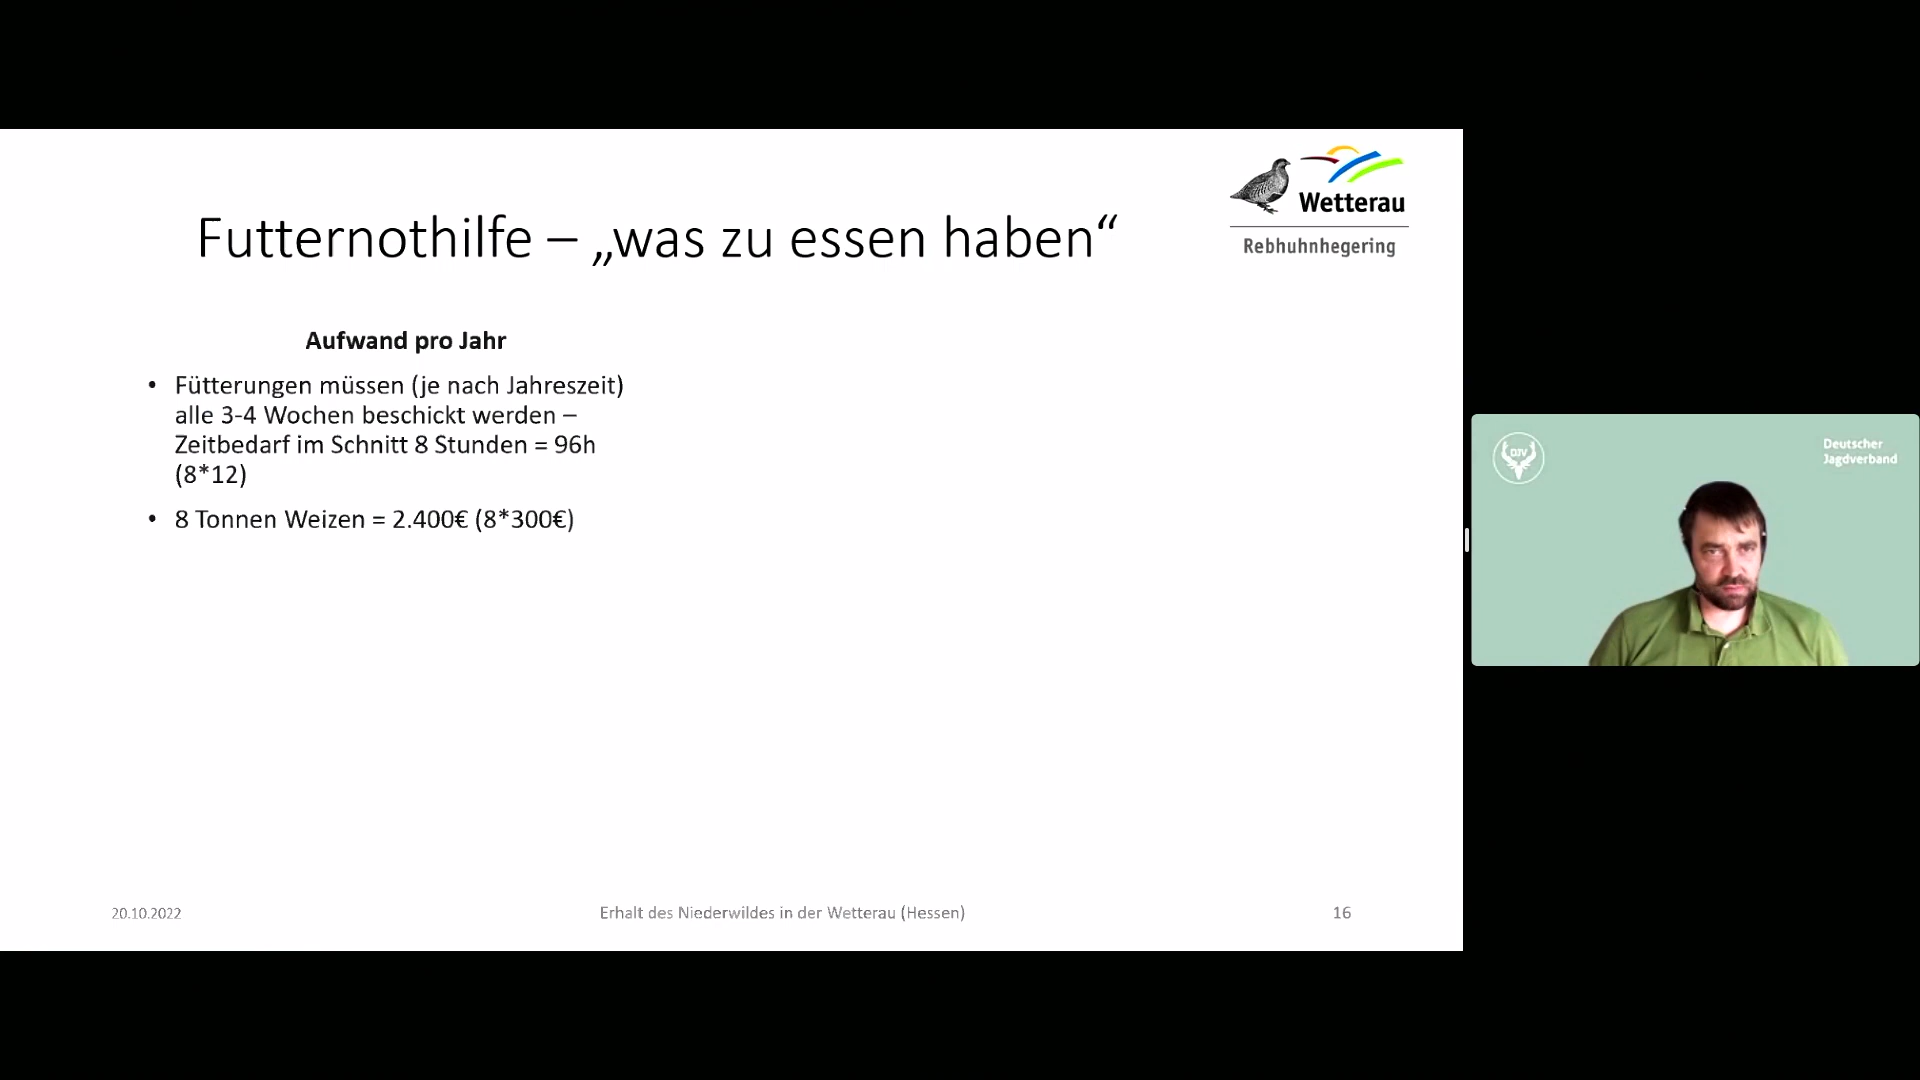 Wetterau
Rebhuhnhegering
Futternothilfe – „was zu essen haben“
Aufwand pro Jahr
• Fütterungen müssen (je nach Jahreszeit)
alle 3-4 Wochen beschickt werden –
Zeitbedarf im Schnitt 8 Stunden = 96h
(8*12)
• 8 Tonnen Weizen = 2.400€ (8*300€)
20.10.2022
Erhalt des Niederwildes in der Wetterau (Hessen)
16
DJV
Deutscher
Jagdverband